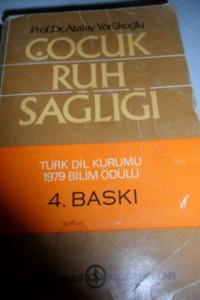 Prof.Dr.Atalay Yörükoğlu
ÇOCUK
RUH
SAĞLIĞI
TÜRK DİL KURUMU
1979 BİLİM ÖDÜLÜ
4. BASKI